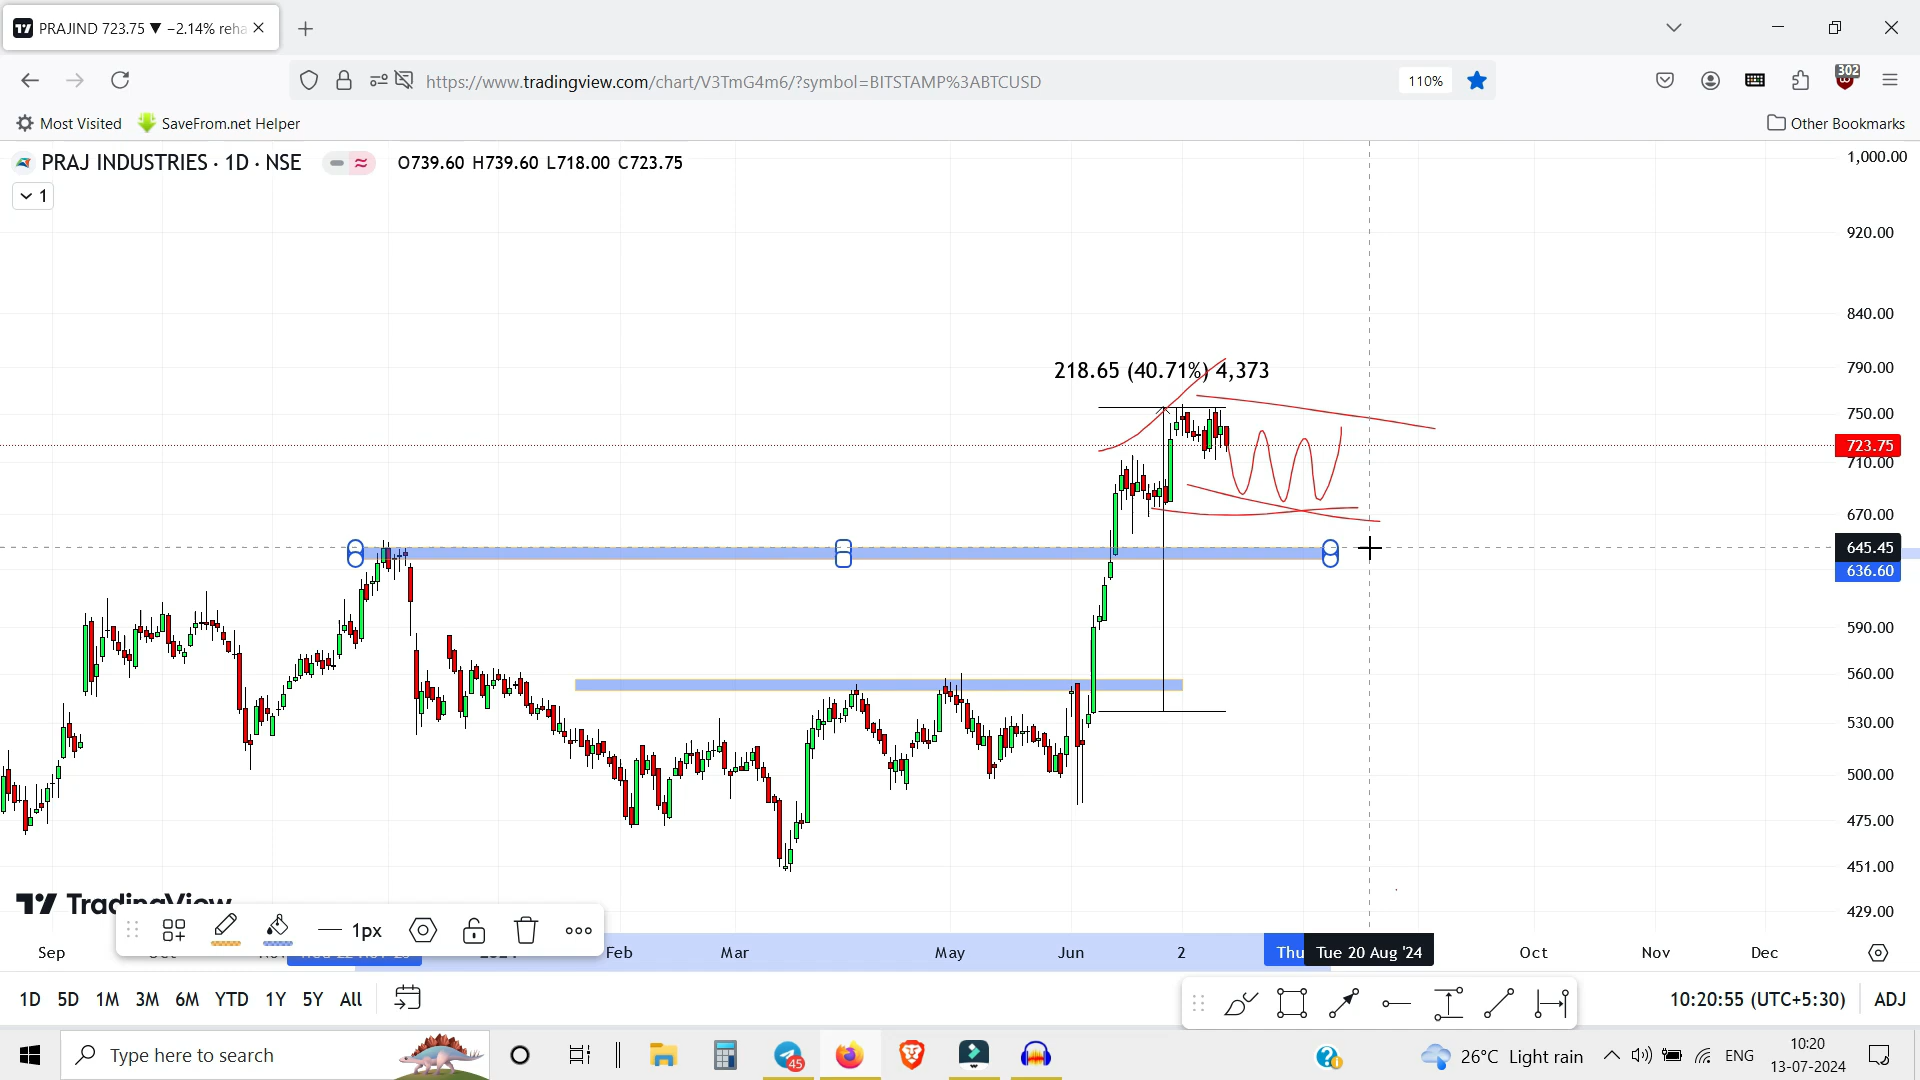 PRAJIND 723.75 ▼ −2.14% reha
https://www.tradingview.com/chart/V3TmG4m6/?symbol=BITSTAMP%3ABTCUSD
110%
302
Most Visited
SaveFrom.net Helper
Other Bookmarks
PRAJ INDUSTRIES · 1D · NSE
O739.60 H739.60 L718.00 C723.75
1
1,000.00
920.00
840.00
790.00
750.00
723.75
710.00
670.00
645.45
636.60
590.00
560.00
530.00
500.00
475.00
451.00
429.00
218.65 (40.71%) 4,373
TradingView
1px
Sep
Feb
Mar
May
Jun
2
Thu
Tue 20 Aug '24
Oct
Nov
Dec
1D 5D 1M 3M 6M YTD 1Y 5Y All
10:20:55 (UTC+5:30)
ADJ
Type here to search
45
26°C Light rain
ENG
10:20
13-07-2024